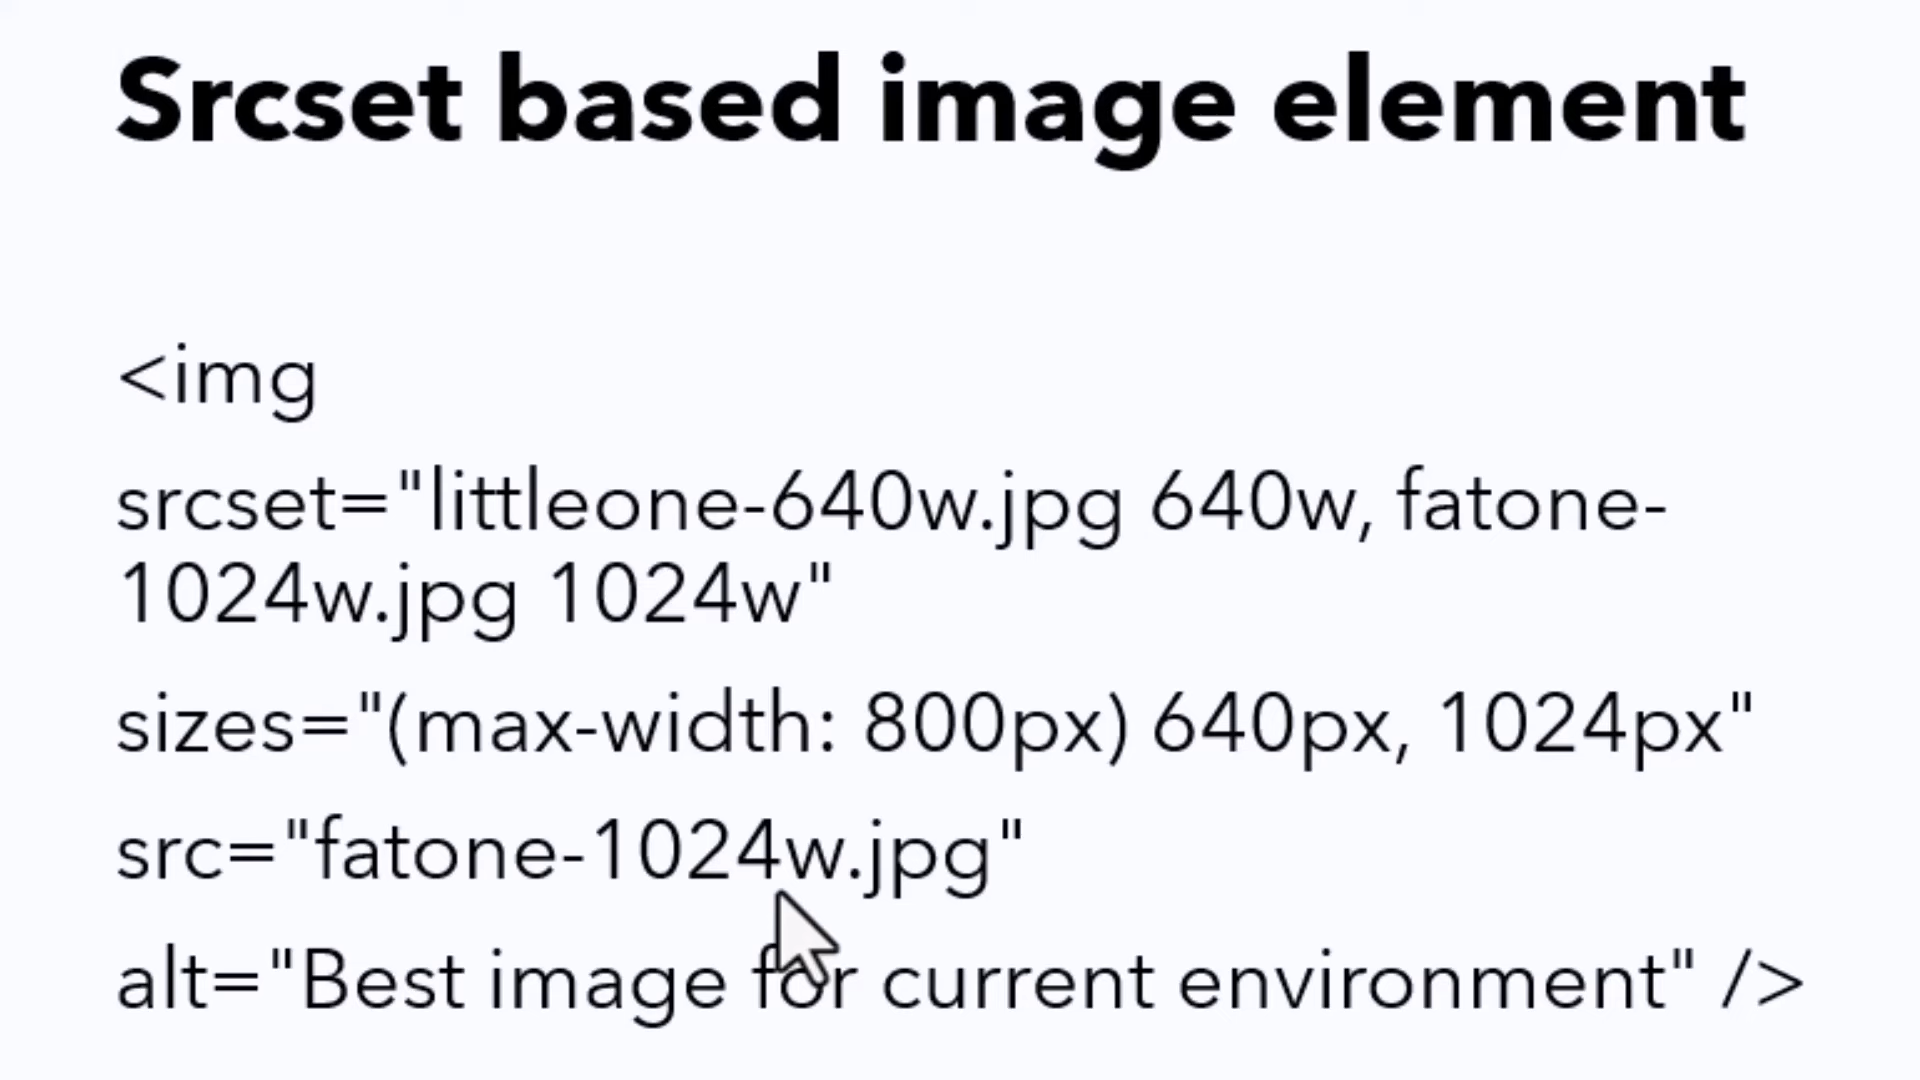 Srcset based image element
<img
srcset="littleone-640w.jpg 640w, fatone-
1024w.jpg 1024w"
sizes="(max-width: 800px) 640px, 1024px"
src="fatone-1024w.jpg"
alt="Best image for current environment" />